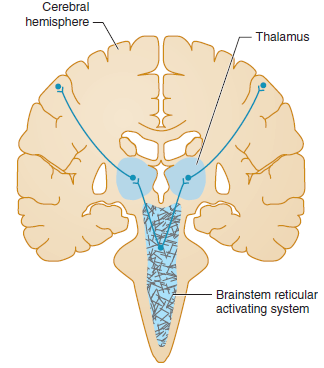 Cerebral
hemisphere
Thalamus
Brainstem reticular
activating system